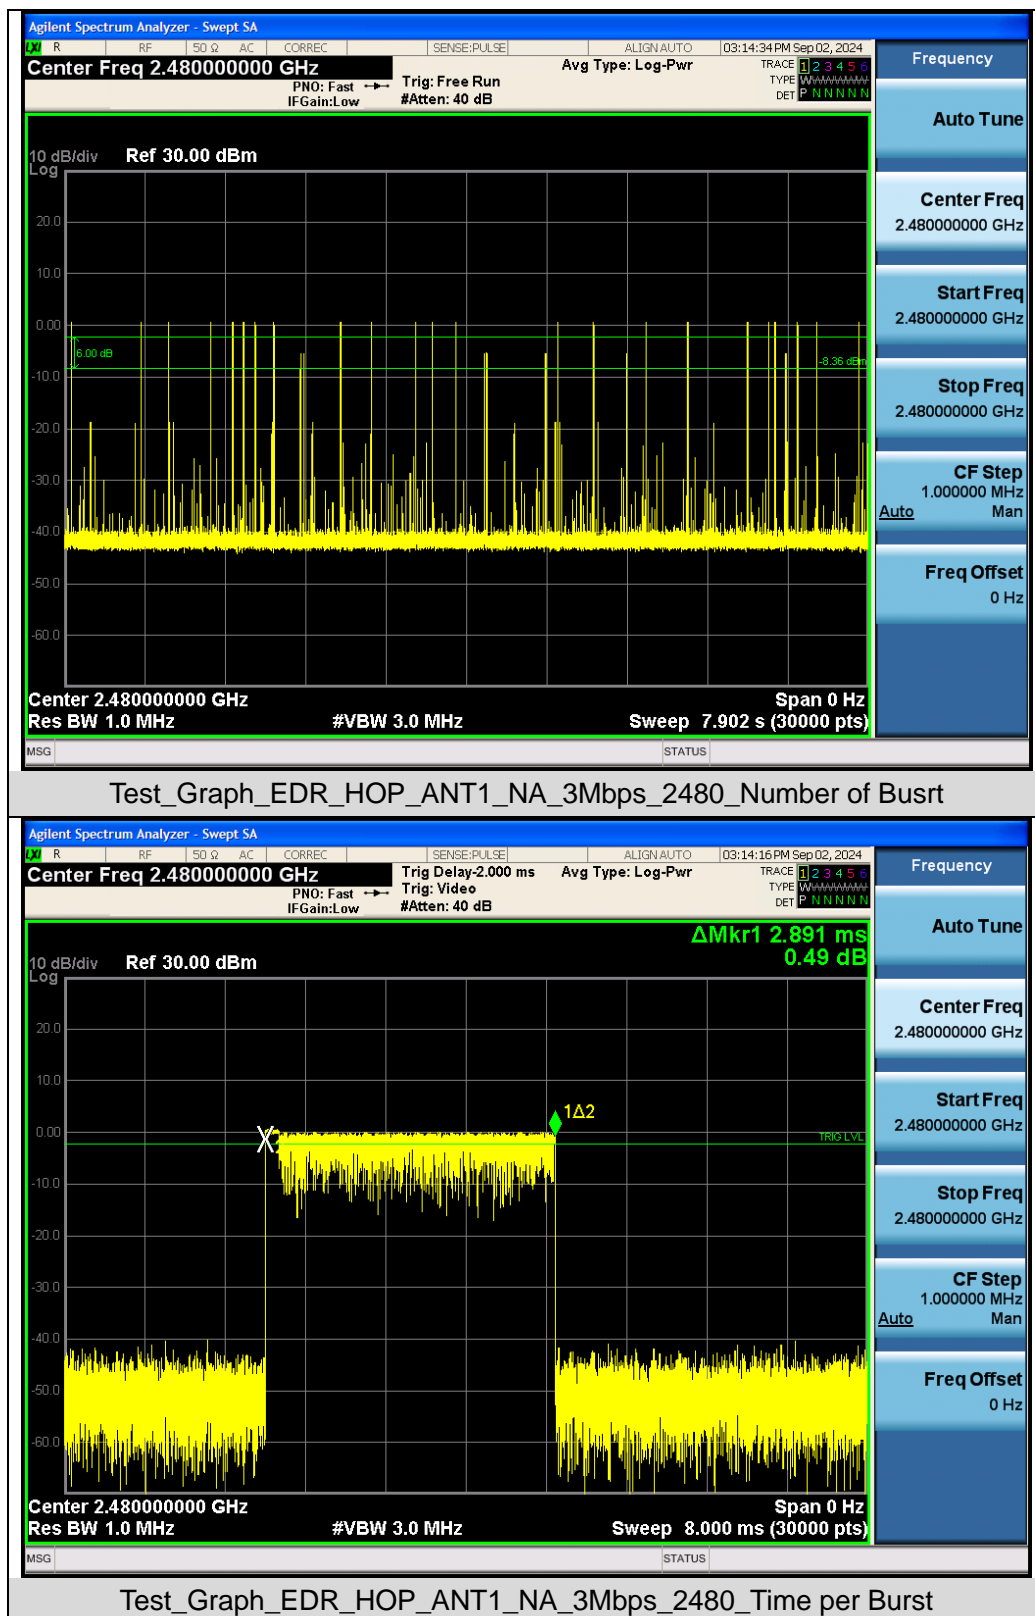 Agilent Spectrum Analyzer - Swept SA
LXI R RF 50 Ω AC CORREC SENSE:PULSE ALIGN AUTO 03:14:34 PM Sep 02, 2024
Center Freq 2.480000000 GHz Avg Type: Log-Pwr TRACE 1 2 3 4 5 6
PNO: Fast Trig: Free Run TYPE W
IFGain:Low #Atten: 40 dB DET P N N N N N
Frequency
Auto Tune
10 dB/div Ref 30.00 dBm
Log
20.0
10.0
0.00
6.00 dB
-8.36 dBm
-10.0
-20.0
-30.0
-40.0
-50.0
-60.0
Center Freq
2.480000000 GHz
Start Freq
2.480000000 GHz
Stop Freq
2.480000000 GHz
CF Step
1.000000 MHz
Auto Man
Freq Offset
0 Hz
Center 2.480000000 GHz Span 0 Hz
Res BW 1.0 MHz #VBW 3.0 MHz Sweep 7.902 s (30000 pts)
MSG STATUS
Test_Graph_EDR_HOP_ANT1_NA_3Mbps_2480_Number of Busrt
Agilent Spectrum Analyzer - Swept SA
LXI R RF 50 Ω AC CORREC SENSE:PULSE ALIGN AUTO 03:14:16 PM Sep 02, 2024
Center Freq 2.480000000 GHz Trig Delay-2.000 ms Avg Type: Log-Pwr TRACE 1 2 3 4 5 6
PNO: Fast Trig: Video TYPE W
IFGain:Low #Atten: 40 dB DET P N N N N N
Frequency
Auto Tune
ΔMkr1 2.891 ms
0.49 dB
10 dB/div Ref 30.00 dBm
Log
20.0
10.0
0.00
1Δ2
TRIG LVL
-10.0
-20.0
-30.0
-40.0
-50.0
-60.0
Center Freq
2.480000000 GHz
Start Freq
2.480000000 GHz
Stop Freq
2.480000000 GHz
CF Step
1.000000 MHz
Auto Man
Freq Offset
0 Hz
Center 2.480000000 GHz Span 0 Hz
Res BW 1.0 MHz #VBW 3.0 MHz Sweep 8.000 ms (30000 pts)
MSG STATUS
Test_Graph_EDR_HOP_ANT1_NA_3Mbps_2480_Time per Burst